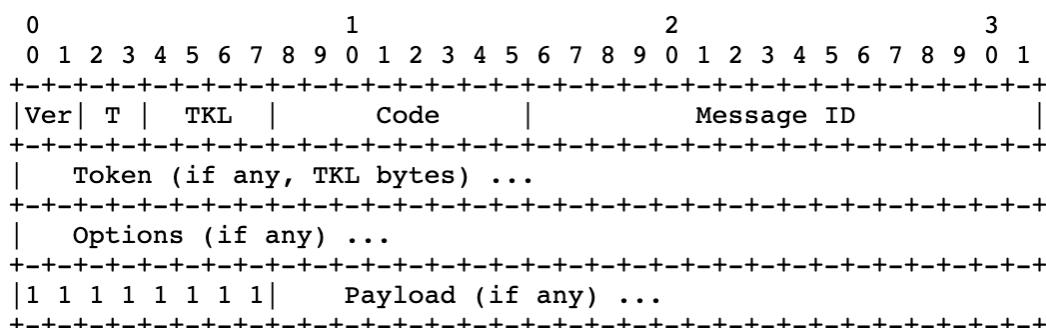 0                   1                   2                   3
0 1 2 3 4 5 6 7 8 9 0 1 2 3 4 5 6 7 8 9 0 1 2 3 4 5 6 7 8 9 0 1
+-+-+-+-+-+-+-+-+-+-+-+-+-+-+-+-+-+-+-+-+-+-+-+-+-+-+-+-+-+-+-+-+
|Ver| T |  TKL  |      Code     |          Message ID           |
+-+-+-+-+-+-+-+-+-+-+-+-+-+-+-+-+-+-+-+-+-+-+-+-+-+-+-+-+-+-+-+-+
|   Token (if any, TKL bytes) ...
+-+-+-+-+-+-+-+-+-+-+-+-+-+-+-+-+-+-+-+-+-+-+-+-+-+-+-+-+-+-+-+-+
|   Options (if any) ...
+-+-+-+-+-+-+-+-+-+-+-+-+-+-+-+-+-+-+-+-+-+-+-+-+-+-+-+-+-+-+-+-+
|1 1 1 1 1 1 1 1|    Payload (if any) ...
+-+-+-+-+-+-+-+-+-+-+-+-+-+-+-+-+-+-+-+-+-+-+-+-+-+-+-+-+-+-+-+-+